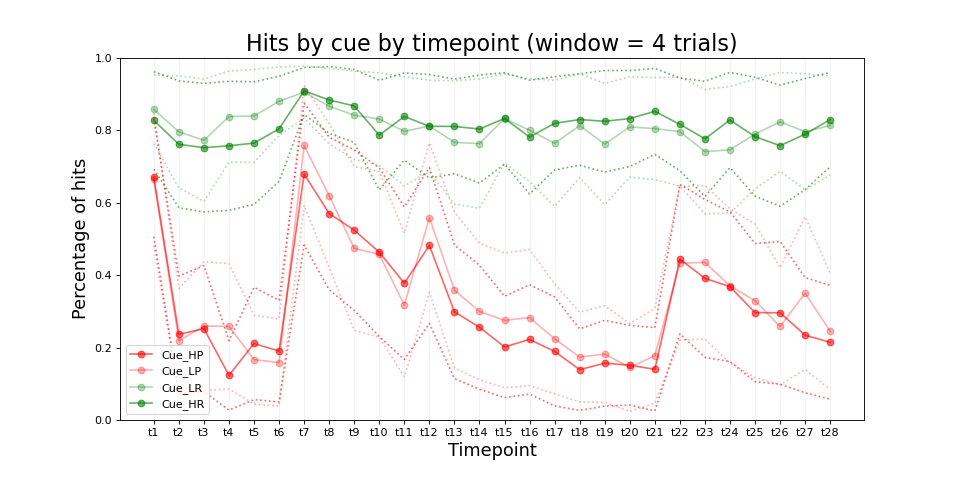 Hits by cue by timepoint (window = 4 trials)
Percentage of hits
1.0
0.8
0.6
0.4
0.2
0.0
Cue_HP
Cue_LP
Cue_LR
Cue_HR
t1 t2 t3 t4 t5 t6 t7 t8 t9 t10 t11 t12 t13 t14 t15 t16 t17 t18 t19 t20 t21 t22 t23 t24 t25 t26 t27 t28
Timepoint